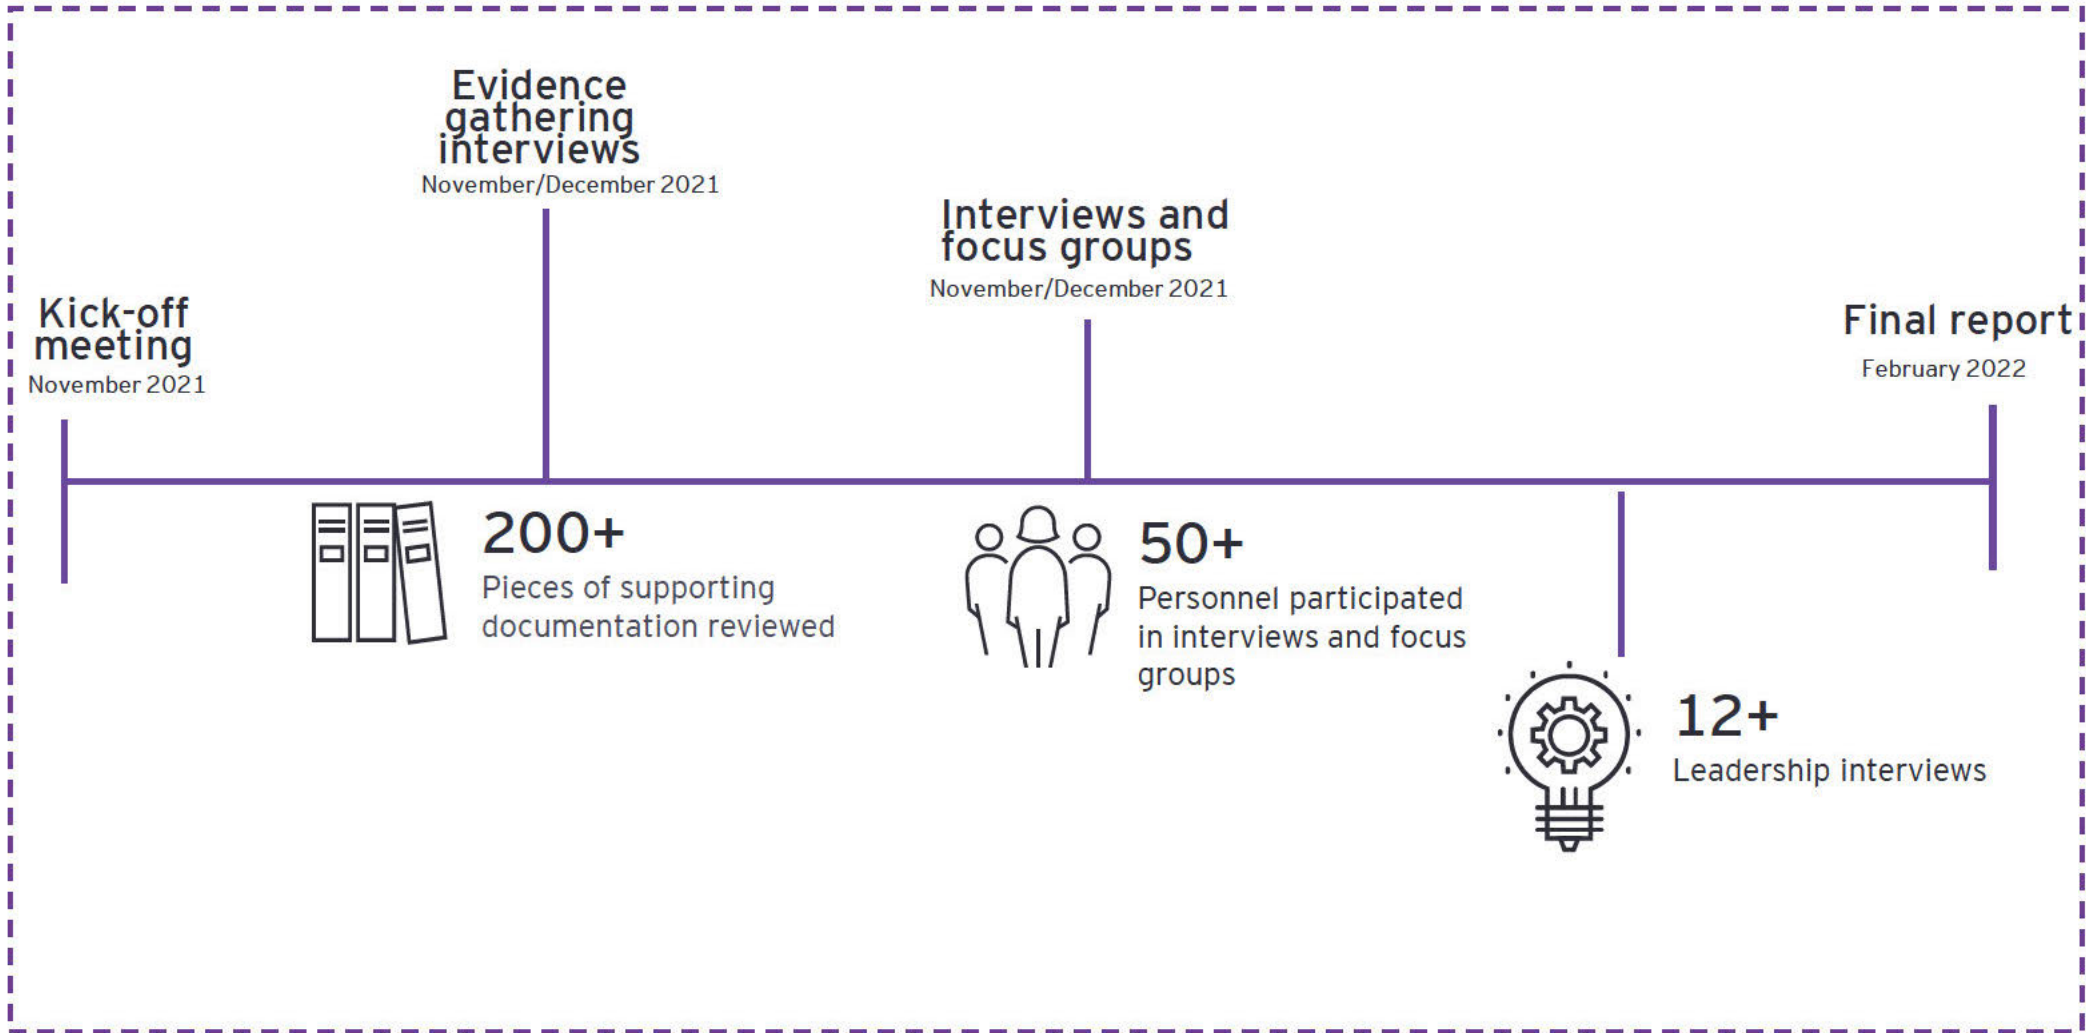 Evidence
gathering
interviews
November/December 2021
Interviews and
focus groups
November/December 2021
Kick-off
meeting
November 2021
Final report
February 2022
200+
Pieces of supporting
documentation reviewed
50+
Personnel participated
in interviews and focus
groups
12+
Leadership interviews